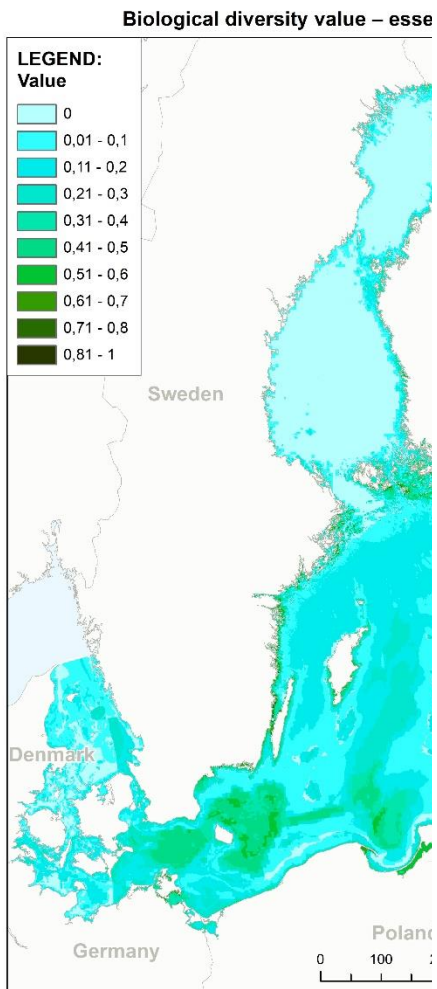 Biological diversity value – esse
LEGEND:
Value
0
0,01 - 0,1
0,11 - 0,2
0,21 - 0,3
0,31 - 0,4
0,41 - 0,5
0,51 - 0,6
0,61 - 0,7
0,71 - 0,8
0,81 - 1
Sweden
Denmark
Germany
Poland
0 100 2